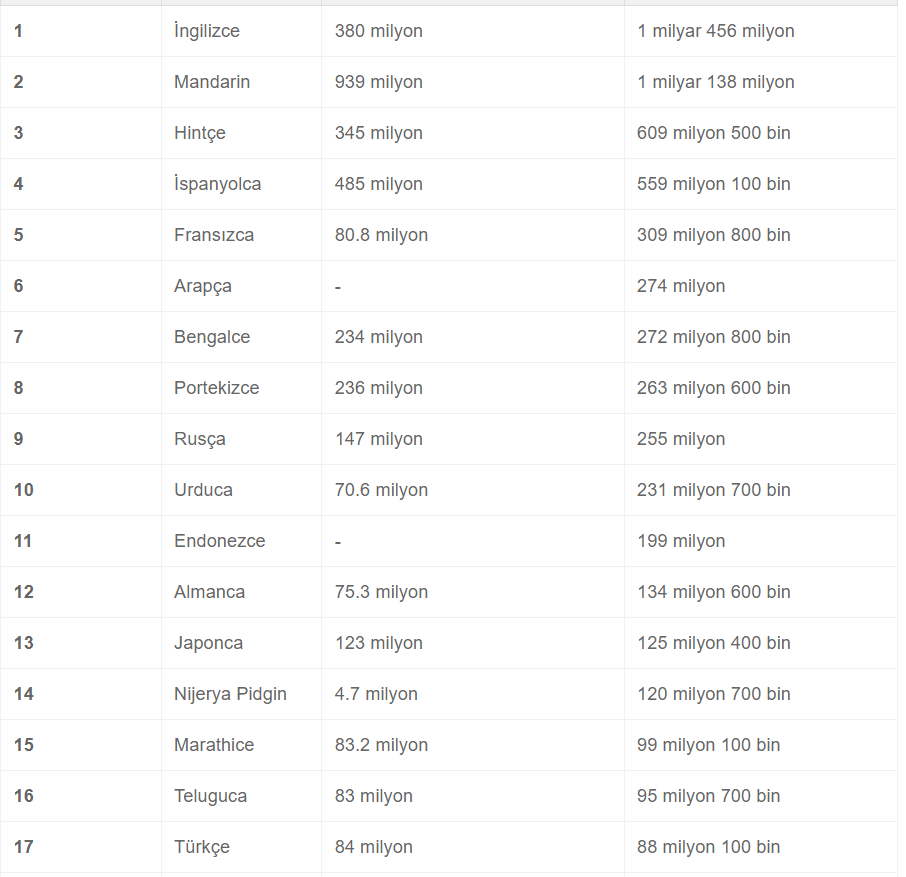 1 İngilizce 380 milyon 1 milyar 456 milyon
2 Mandarin 939 milyon 1 milyar 138 milyon
3 Hintçe 345 milyon 609 milyon 500 bin
4 İspanyolca 485 milyon 559 milyon 100 bin
5 Fransızca 80.8 milyon 309 milyon 800 bin
6 Arapça - 274 milyon
7 Bengalce 234 milyon 272 milyon 800 bin
8 Portekizce 236 milyon 263 milyon 600 bin
9 Rusça 147 milyon 255 milyon
10 Urduca 70.6 milyon 231 milyon 700 bin
11 Endonezce - 199 milyon
12 Almanca 75.3 milyon 134 milyon 600 bin
13 Japonca 123 milyon 125 milyon 400 bin
14 Nijerya Pidgin 4.7 milyon 120 milyon 700 bin
15 Marathice 83.2 milyon 99 milyon 100 bin
16 Teluguca 83 milyon 95 milyon 700 bin
17 Türkçe 84 milyon 88 milyon 100 bin